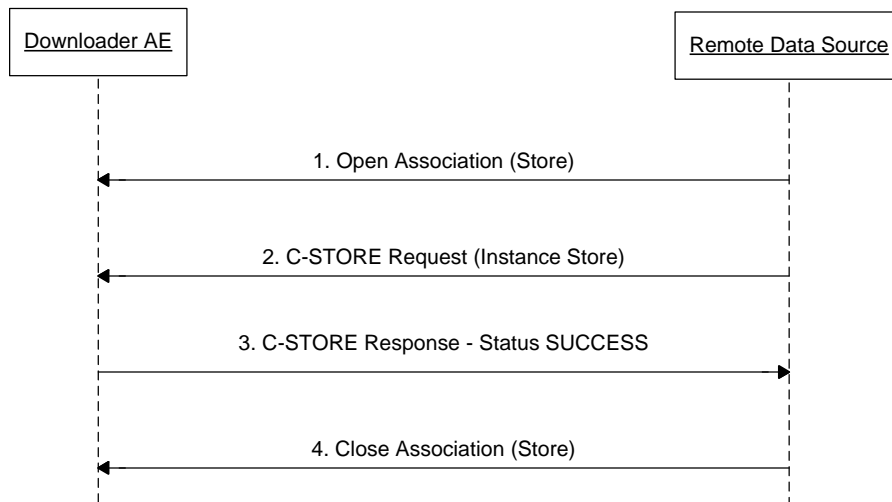 Downloader AE
Remote Data Source
1. Open Association (Store)
2. C-STORE Request (Instance Store)
3. C-STORE Response - Status SUCCESS
4. Close Association (Store)